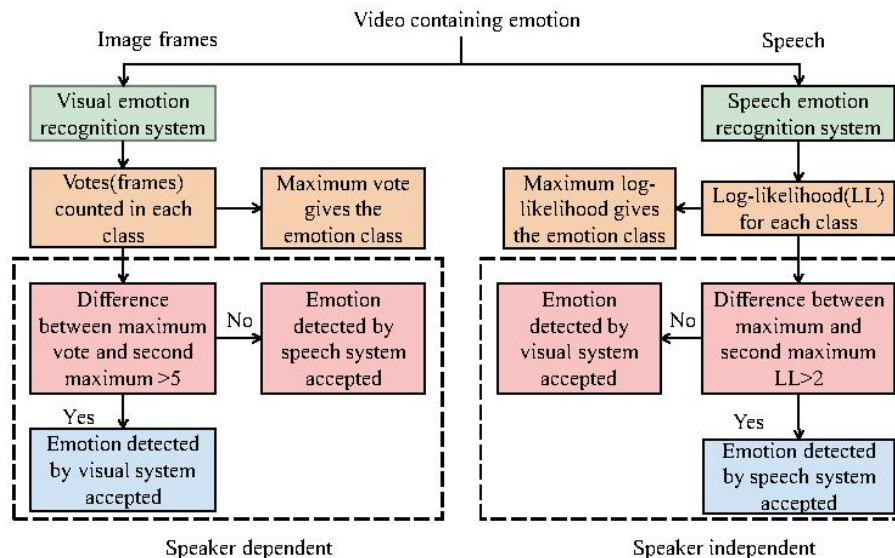 Video containing emotion
Image frames
Speech
Visual emotion
recognition system
Speech emotion
recognition system
Votes(frames)
counted in each
class
Maximum vote
gives the
emotion class
Maximum log-
likelihood gives
the emotion class
Log-likelihood(LL)
for each class
Difference
between maximum
vote and second
maximum >5
No
Emotion
detected by
speech system
accepted
Emotion
detected by
visual system
accepted
No
Difference between
maximum and
second maximum
LL>2
Yes
Yes
Emotion detected
by visual system
accepted
Emotion detected
by speech system
accepted
Speaker dependent
Speaker independent